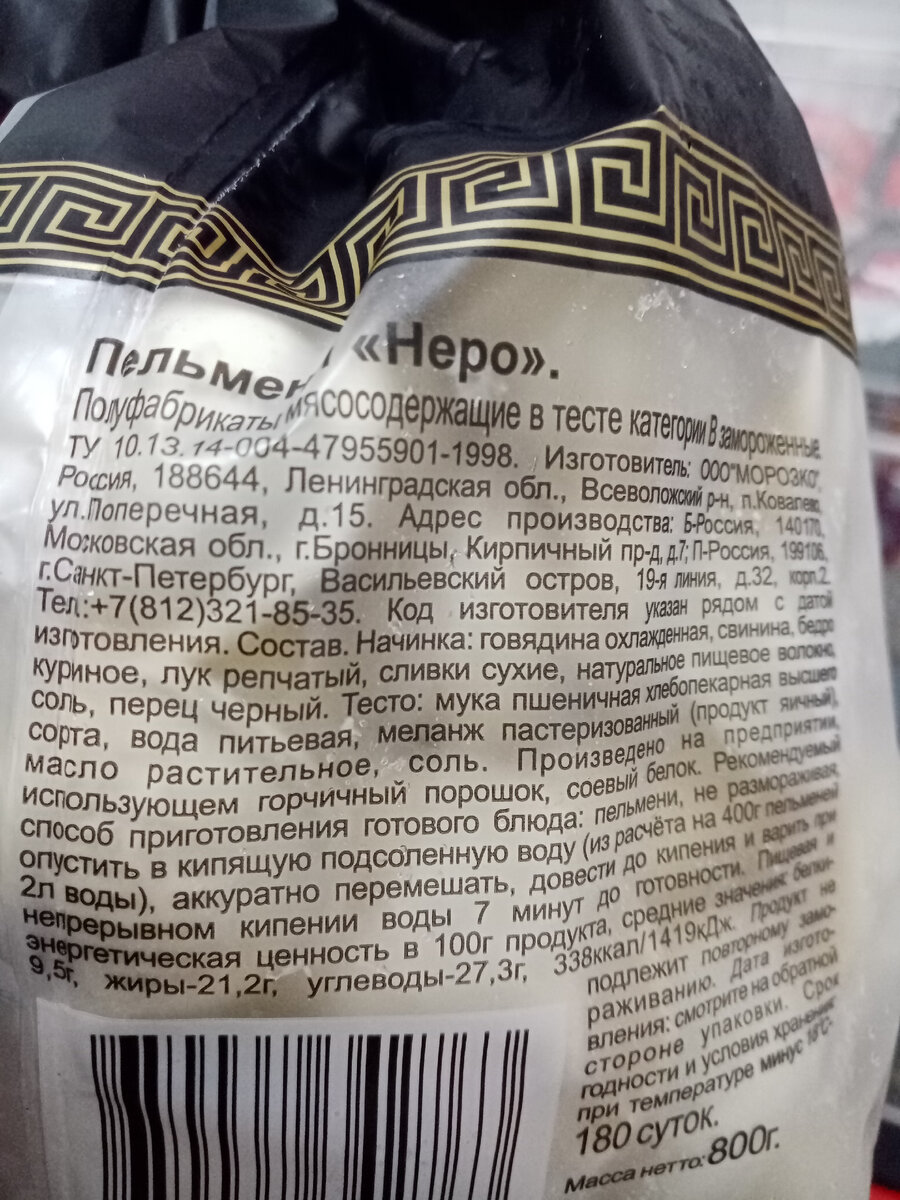 Пельмени «Неро».
Полуфабрикаты мясосодержащие в тесте категории В замороженные.
ТУ 10.13.14-004-47955901-1998. Изготовитель: ООО"МОРОЗКО",
Россия, 188644, Ленинградская обл., Всеволожский р-н, п.Ковалево,
ул.Поперечная, д.15. Адрес производства: Б-Россия, 140170,
Московская обл., г.Бронницы, Кирпичный пр-д, д.7; П-Россия, 199106,
г.Санкт-Петербург, Васильевский остров, 19-я линия, д.32, корп.2.
Тел.:+7(812)321-85-35. Код изготовителя указан рядом с датой
изготовления. Состав. Начинка: говядина охлажденная, свинина, бедро
куриное, лук репчатый, сливки сухие, натуральное пищевое волокно,
соль, перец черный. Тесто: мука пшеничная хлебопекарная высшего
сорта, вода питьевая, меланж пастеризованный (продукт яичный),
масло растительное, соль. Произведено на предприятии,
использующем горчичный порошок, соевый белок. Рекомендуемый
способ приготовления готового блюда: пельмени, не размораживая,
опустить в кипящую подсоленную воду (из расчёта на 400г пельменей
2л воды), аккуратно перемешать, довести до кипения и варить при
непрерывном кипении воды 7 минут до готовности. Пищевая и
энергетическая ценность в 100г продукта, средние значения: белки-
9,5г, жиры-21,2г, углеводы-27,3г, 338ккал/1419кДж. Продукт не
подлежит повторному замо-
раживанию. Дата изгото-
вления: смотрите на обратной
стороне упаковки. Срок
годности и условия хранения:
при температуре минус 18°С-
180 суток.
Масса нетто: 800г.